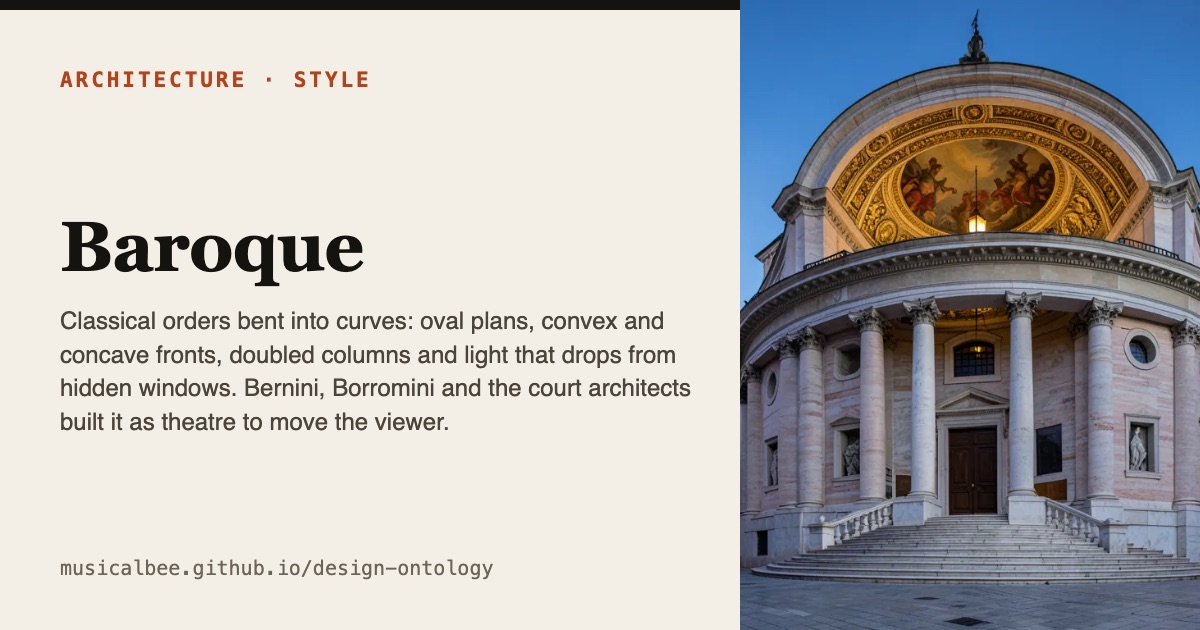 ARCHITECTURE · STYLE
Baroque
Classical orders bent into curves: oval plans, convex and
concave fronts, doubled columns and light that drops from
hidden windows. Bernini, Borromini and the court architects
built it as theatre to move the viewer.
musicalbee.github.io/design-ontology